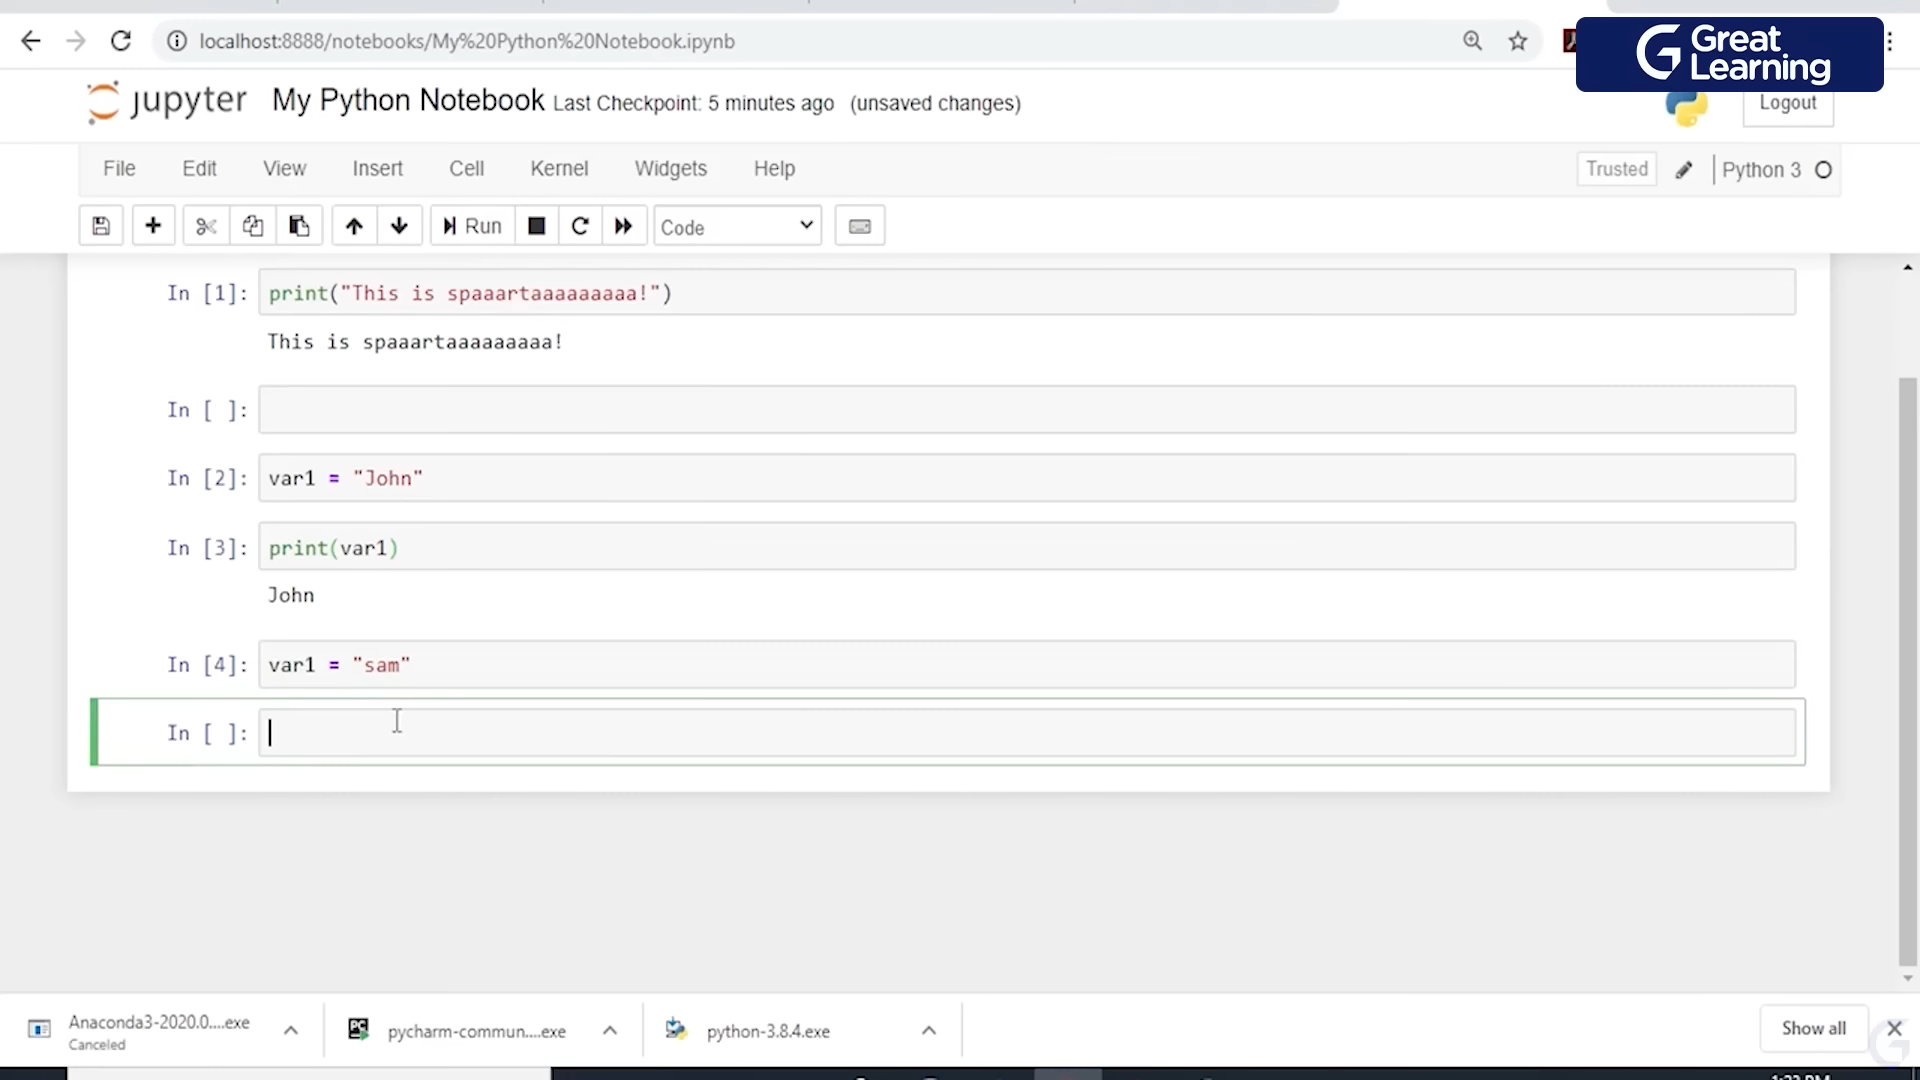 localhost:8888/notebooks/My%20Python%20Notebook.ipynb
Great Learning
jupyter My Python Notebook Last Checkpoint: 5 minutes ago (unsaved changes)
Logout
File Edit View Insert Cell Kernel Widgets Help
Trusted Python 3
Run Code
In [1]: print("This is spaaartaaaaaaaaa!")
This is spaaartaaaaaaaaa!
In [ ]:
In [2]: var1 = "John"
In [3]: print(var1)
John
In [4]: var1 = "sam"
In [ ]:
Anaconda3-2020.0....exe
Canceled
pycharm-commun....exe
python-3.8.4.exe
Show all